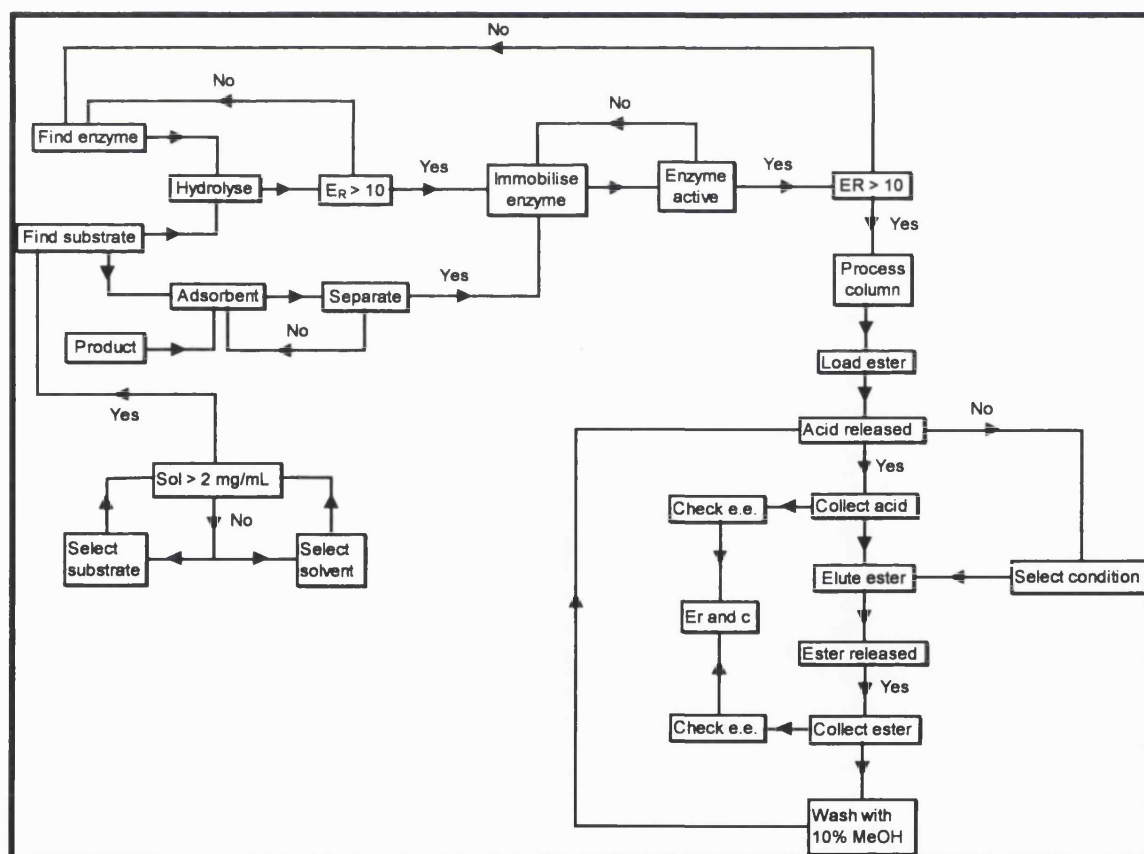 No
No
No
Find enzyme
Yes
Yes
Hydrolyse
E_R > 10
Immobilise
enzyme
Enzyme
active
ER > 10
Find substrate
Yes
Yes
Process
column
Adsorbent
Separate
No
Product
Load ester
Yes
No
Acid released
Yes
Sol > 2 mg/mL
No
Check e.e.
Collect acid
Select
substrate
Select
solvent
Elute ester
Select condition
Er and c
Ester released
Yes
Check e.e.
Collect ester
Wash with
10% MeOH